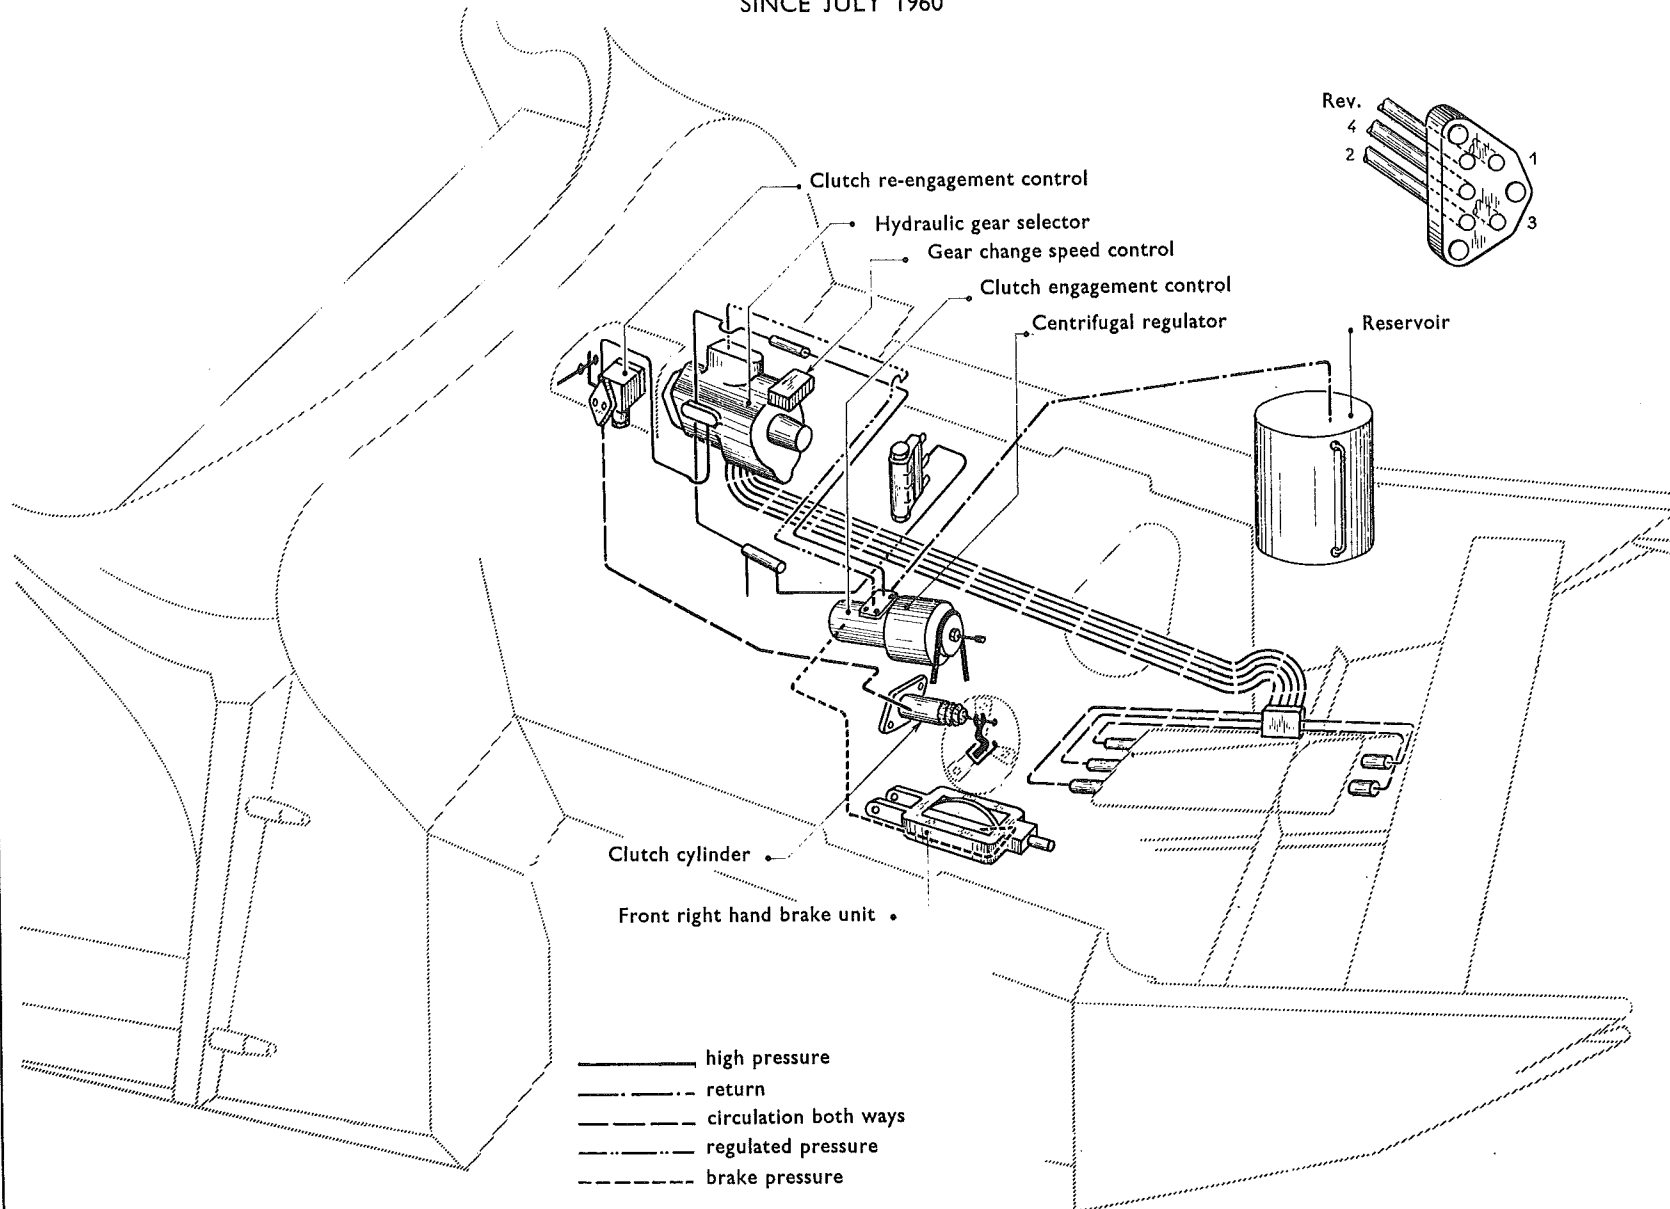 SINCE JULY 1960
Rev.
4
2
1
3
Clutch re-engagement control
Hydraulic gear selector
Gear change speed control
Clutch engagement control
Centrifugal regulator
Reservoir
Clutch cylinder
Front right hand brake unit
high pressure
return
circulation both ways
regulated pressure
brake pressure